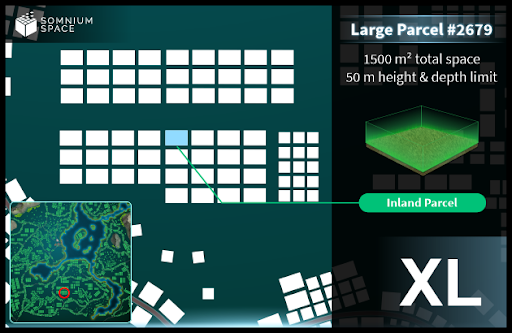 SOMNIUM
SPACE
Large Parcel #2679
1500 m² total space
50 m height & depth limit
Inland Parcel
XL